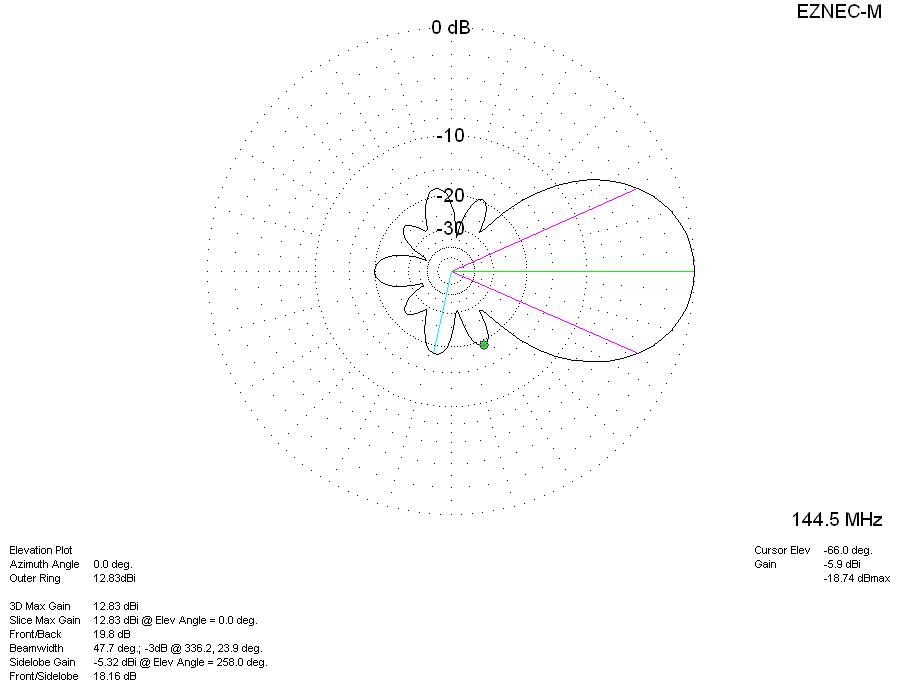 EZNEC-M
0 dB
-10
-20
-30
144.5 MHz
Elevation Plot
Azimuth Angle 0.0 deg.
Outer Ring 12.83dBi
3D Max Gain 12.83 dBi
Slice Max Gain 12.83 dBi @ Elev Angle = 0.0 deg.
Front/Back 19.8 dB
Beamwidth 47.7 deg.; -3dB @ 336.2, 23.9 deg.
Sidelobe Gain -5.32 dBi @ Elev Angle = 258.0 deg.
Front/Sidelobe 18.16 dB
Cursor Elev -66.0 deg.
Gain -5.9 dBi
-18.74 dBmax